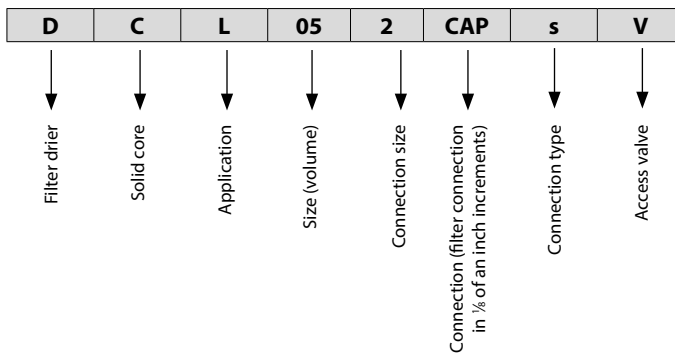 D C L 05 2 CAP s V
Filter drier
Solid core
Application
Size (volume)
Connection size
Connection (filter connection
in ⅛ of an inch increments)
Connection type
Access valve